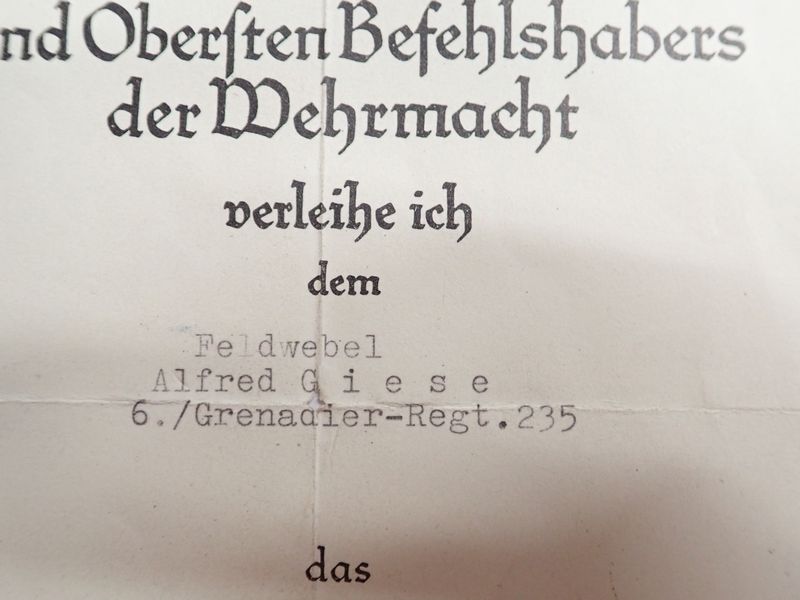 nd Oberſten Befehlshabers
der Wehrmacht
verleihe ich
dem
Feldwebel
Alfred G i e s e
6./Grenadier-Regt.235
das